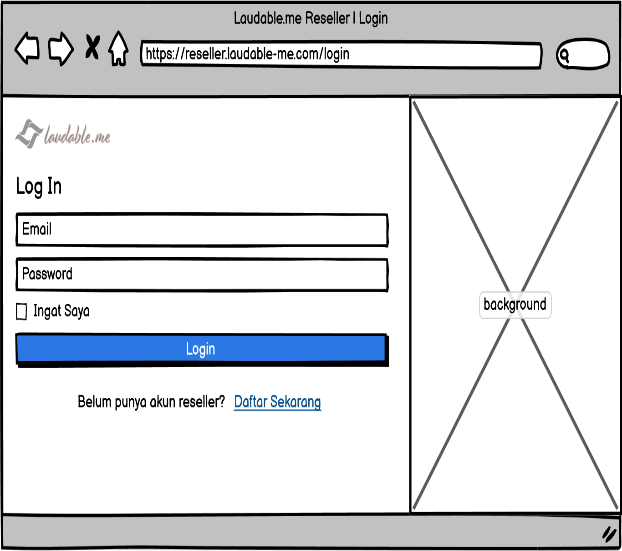 Laudable.me Reseller | Login
https://reseller.laudable-me.com/login
laudable.me
Log In
Email
Password
Ingat Saya
Login
Belum punya akun reseller? Daftar Sekarang
background